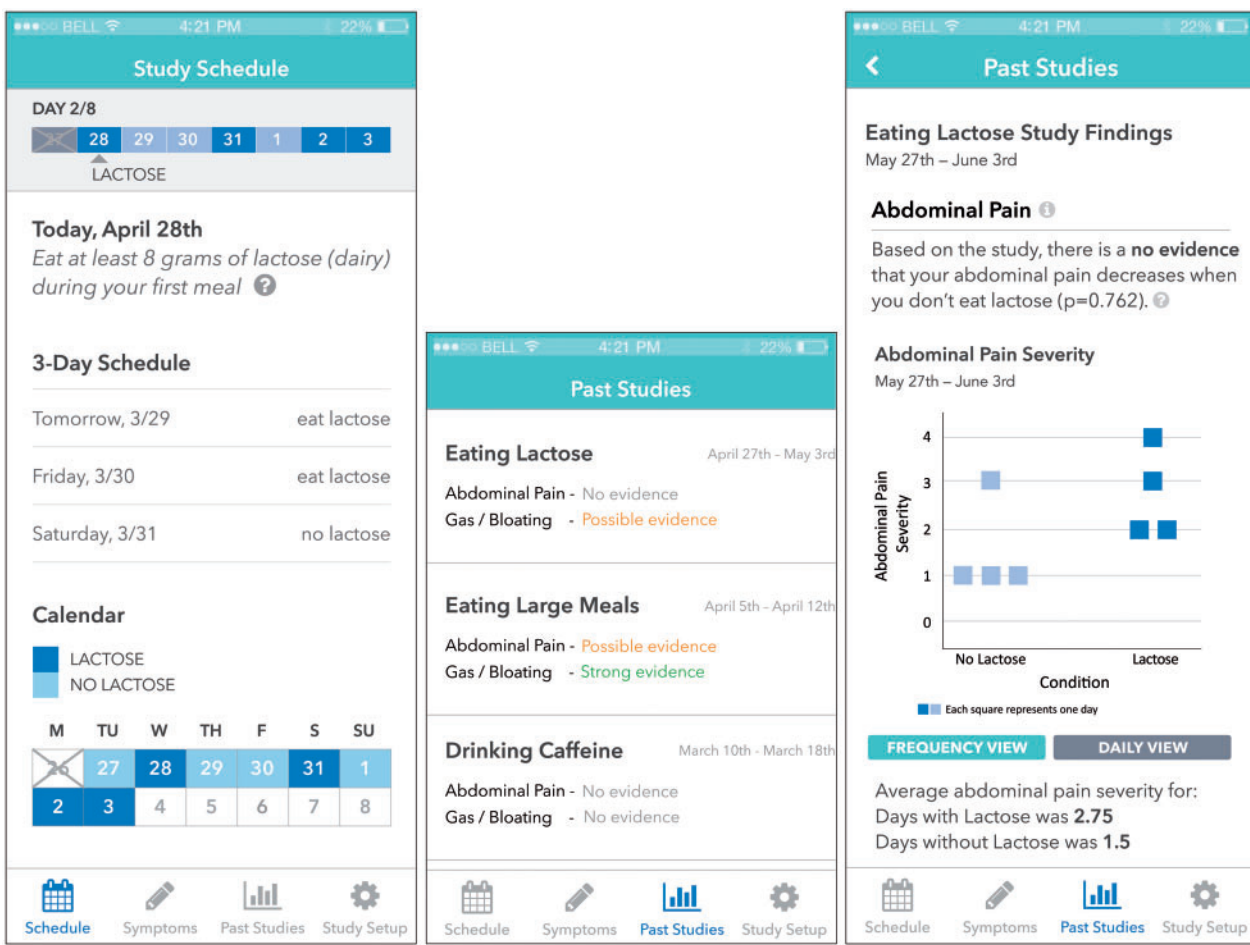 BELL 4:21 PM 22%
Study Schedule
DAY 2/8
27 28 29 30 31 1 2 3
LACTOSE
Today, April 28th
Eat at least 8 grams of lactose (dairy)
during your first meal ?
3-Day Schedule
Tomorrow, 3/29 eat lactose
Friday, 3/30 eat lactose
Saturday, 3/31 no lactose
Calendar
LACTOSE
NO LACTOSE
M TU W TH F S SU
26 27 28 29 30 31 1
2 3 4 5 6 7 8
Schedule Symptoms Past Studies Study Setup
BELL 4:21 PM 22%
Past Studies
Eating Lactose April 27th - May 3rd
Abdominal Pain - No evidence
Gas / Bloating - Possible evidence
Eating Large Meals April 5th - April 12th
Abdominal Pain - Possible evidence
Gas / Bloating - Strong evidence
Drinking Caffeine March 10th - March 18th
Abdominal Pain - No evidence
Gas / Bloating - No evidence
Schedule Symptoms Past Studies Study Setup
BELL 4:21 PM 22%
Past Studies
Eating Lactose Study Findings
May 27th – June 3rd
Abdominal Pain i
Based on the study, there is a no evidence
that your abdominal pain decreases when
you don't eat lactose (p=0.762). ?
Abdominal Pain Severity
May 27th – June 3rd
Abdominal Pain
Severity
4
3
2
1
0
No Lactose Lactose
Condition
Each square represents one day
FREQUENCY VIEW DAILY VIEW
Average abdominal pain severity for:
Days with Lactose was 2.75
Days without Lactose was 1.5
Schedule Symptoms Past Studies Study Setup